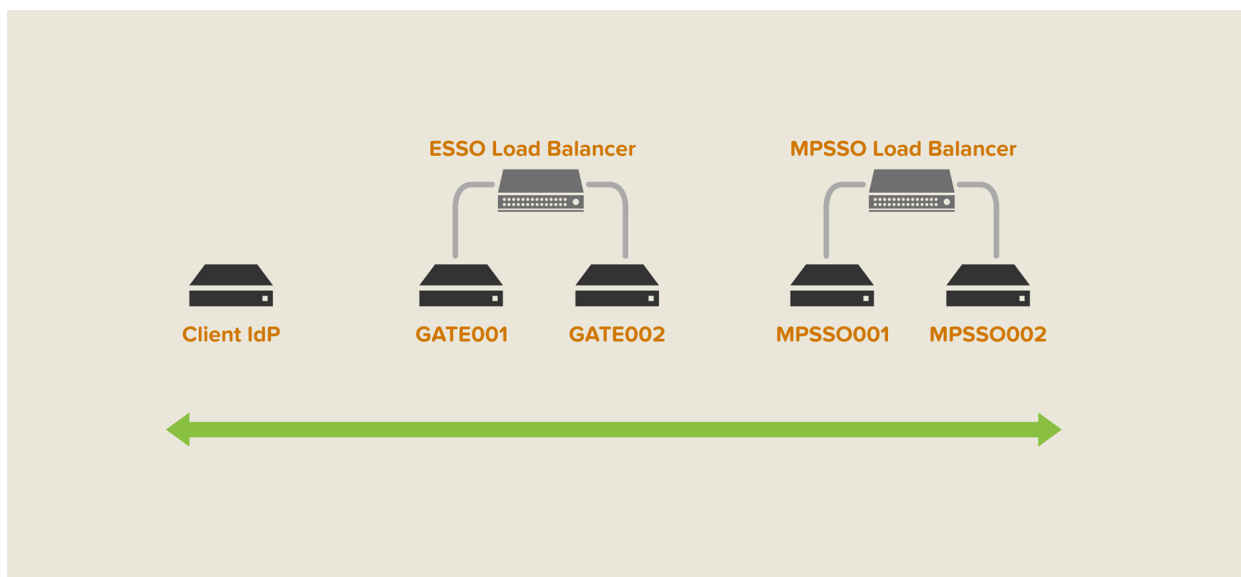 ESSO Load Balancer
MPSSO Load Balancer
Client IdP
GATE001
GATE002
MPSSO001
MPSSO002